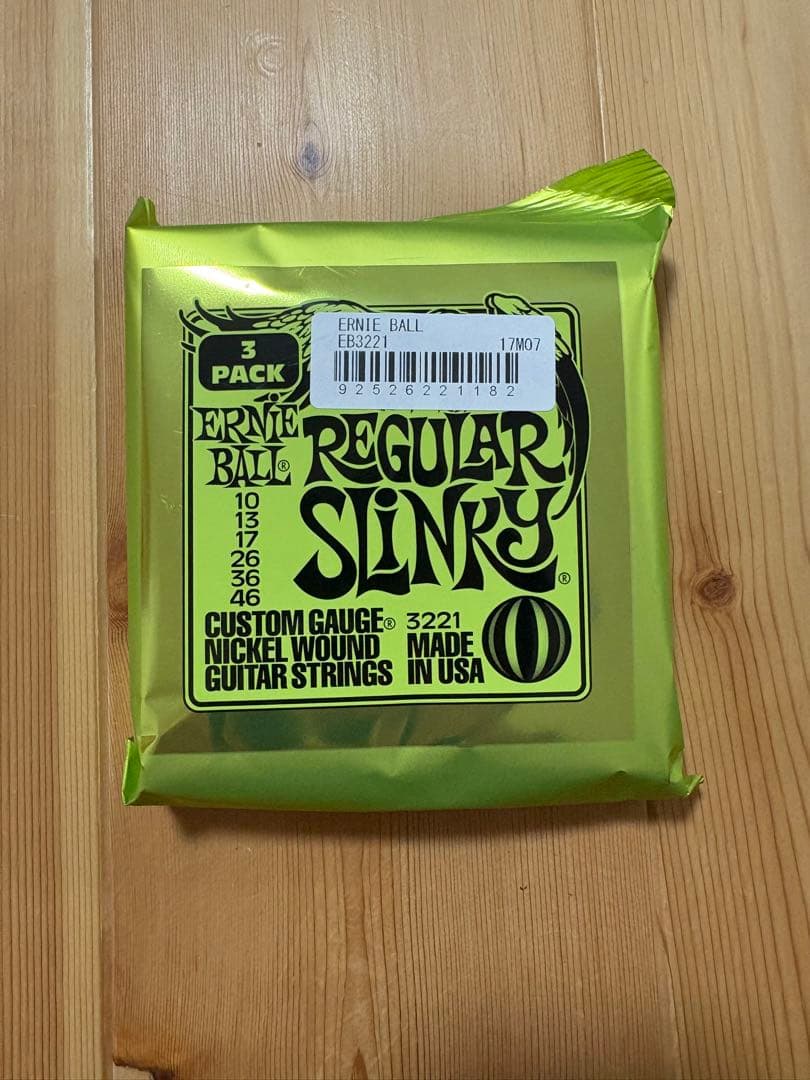 ERNIE BALL
EB3221 17M07
92526221182
3
PACK
ERNIE
BALL®
REGULAR
SLINKY®
10
13
17
26
36
46
CUSTOM GAUGE®
NICKEL WOUND
GUITAR STRINGS
3221
MADE
IN USA